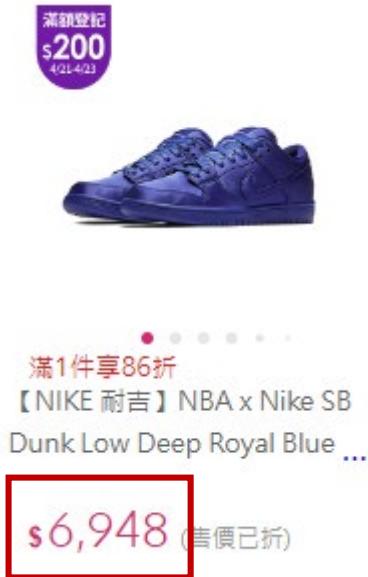 滿額登記
$200
4/21-4/23
滿1件享86折
【NIKE 耐吉】NBA x Nike SB
Dunk Low Deep Royal Blue ...
$6,948 (售價已折)